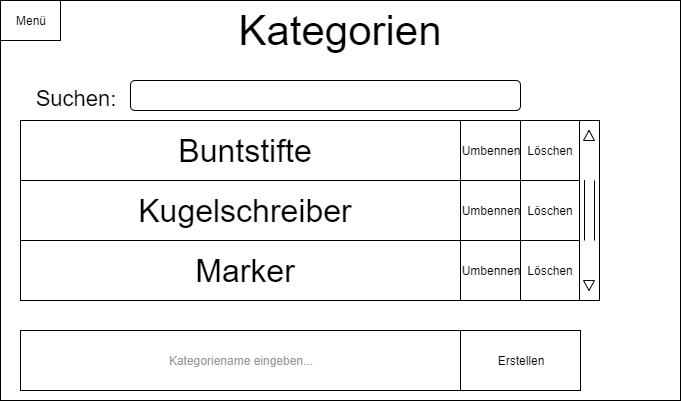 Menü
Kategorien
Suchen:
Buntstifte Umbennen Löschen
Kugelschreiber Umbennen Löschen
Marker Umbennen Löschen
Kategoriename eingeben... Erstellen